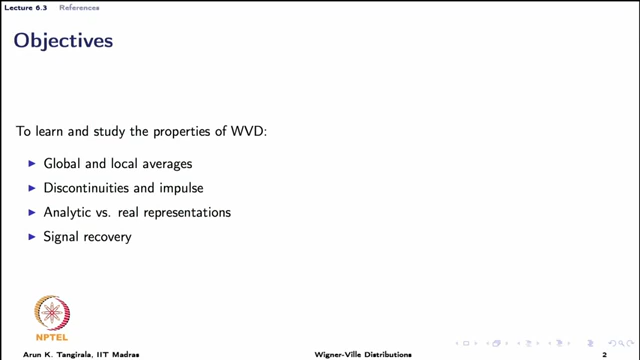 Lecture 6.3 References
Objectives
To learn and study the properties of WVD:
Global and local averages
Discontinuities and impulse
Analytic vs. real representations
Signal recovery
NPTEL
Arun K. Tangirala, IIT Madras Wigner-Ville Distributions 2